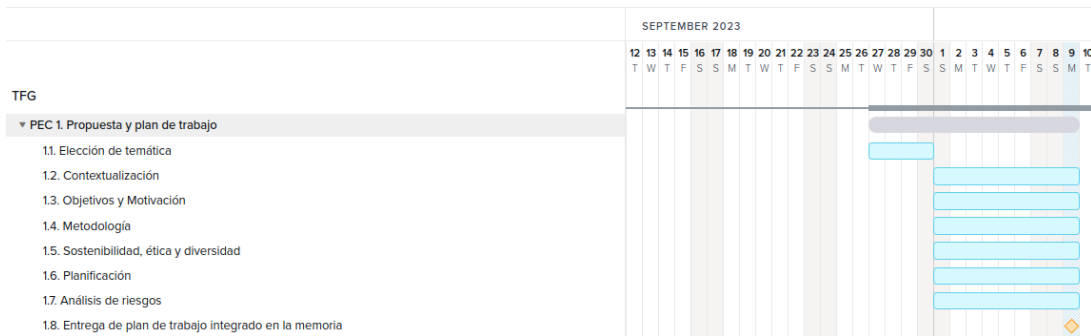 SEPTEMBER 2023
12 13 14 15 16 17 18 19 20 21 22 23 24 25 26 27 28 29 30 1 2 3 4 5 6 7 8 9 10
T W T F S S M T W T F S S M T W T F S S M T W T F S S M T
TFG
PEC 1. Propuesta y plan de trabajo
1.1. Elección de temática
1.2. Contextualización
1.3. Objetivos y Motivación
1.4. Metodología
1.5. Sostenibilidad, ética y diversidad
1.6. Planificación
1.7. Análisis de riesgos
1.8. Entrega de plan de trabajo integrado en la memoria